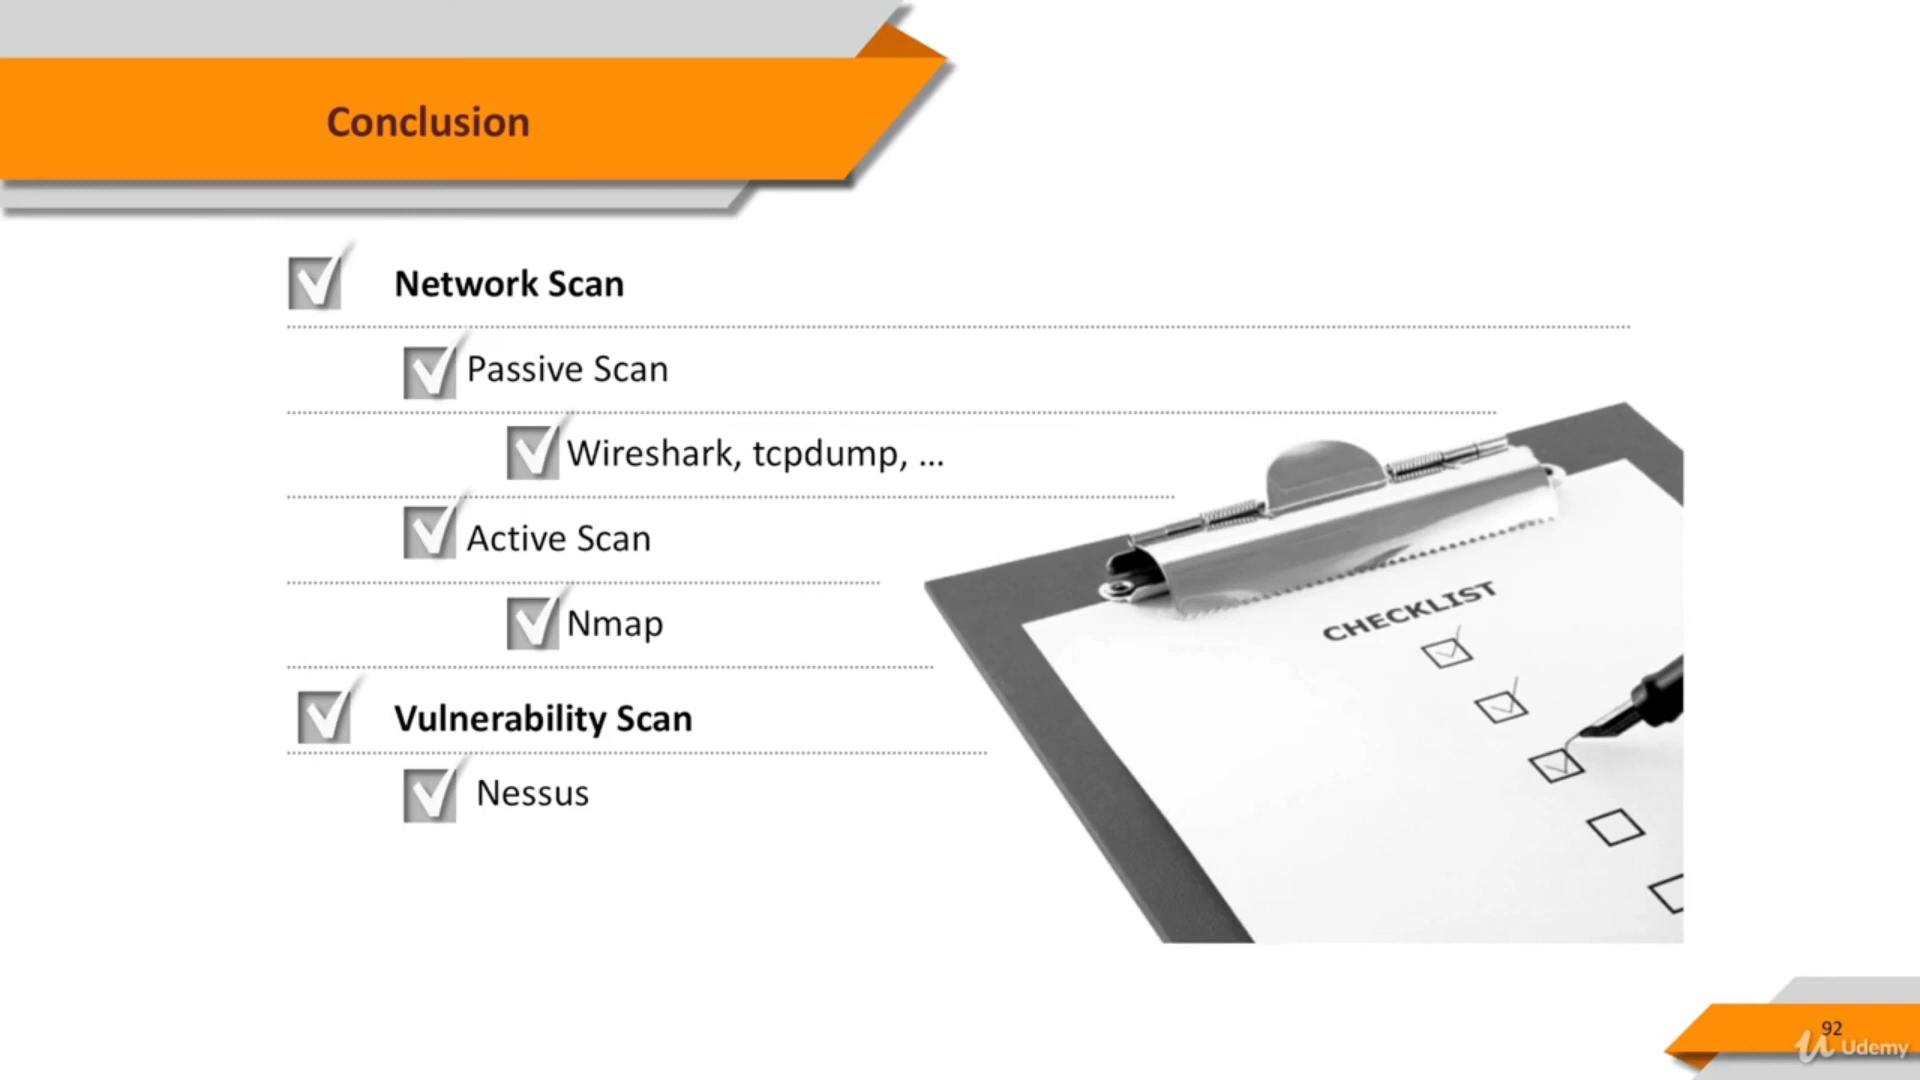 Conclusion
Network Scan
Passive Scan
Wireshark, tcpdump, ...
Active Scan
Nmap
Vulnerability Scan
Nessus
CHECKLIST
92
Udemy